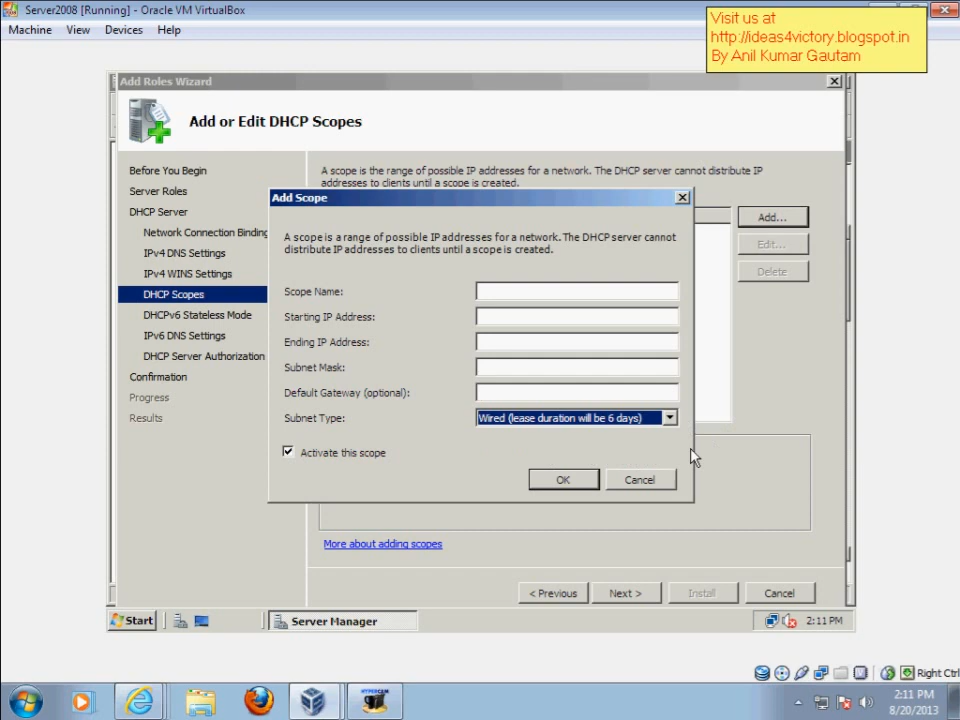 Server2008 [Running] - Oracle VM VirtualBox
Machine View Devices Help
Visit us at
http://ideas4victory.blogspot.in
By Anil Kumar Gautam
Add Roles Wizard
Add or Edit DHCP Scopes
Before You Begin
Server Roles
DHCP Server
Network Connection Binding
IPv4 DNS Settings
IPv4 WINS Settings
DHCP Scopes
DHCPv6 Stateless Mode
IPv6 DNS Settings
DHCP Server Authorization
Confirmation
Progress
Results
A scope is the range of possible IP addresses for a network. The DHCP server cannot distribute IP
addresses to clients until a scope is created.
Add...
Edit...
Delete
Add Scope
A scope is a range of possible IP addresses for a network. The DHCP server cannot
distribute IP addresses to clients until a scope is created.
Scope Name:
Starting IP Address:
Ending IP Address:
Subnet Mask:
Default Gateway (optional):
Subnet Type: Wired (lease duration will be 6 days)
Activate this scope
OK Cancel
More about adding scopes
< Previous Next > Install Cancel
Start Server Manager 2:11 PM
Right Ctrl
2:11 PM
8/20/2013